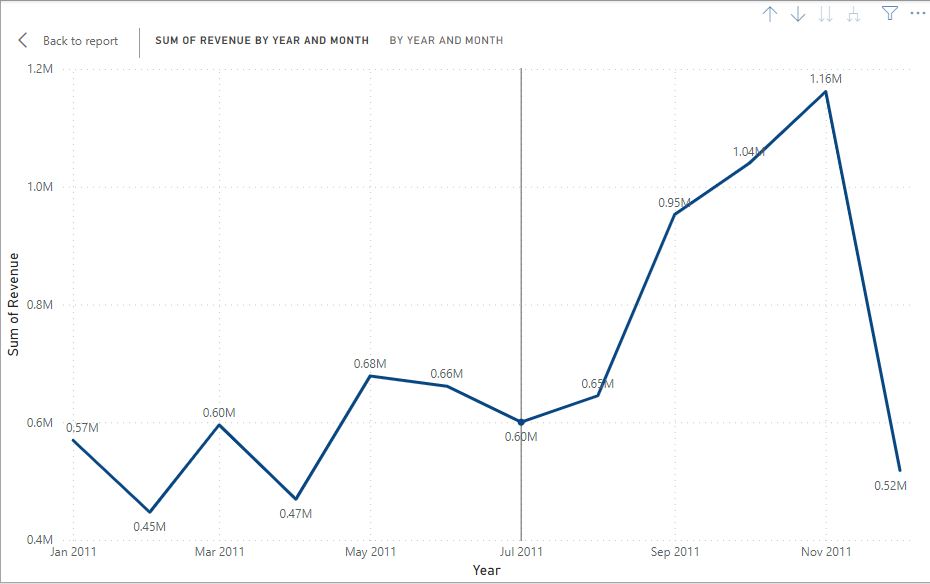 Back to report
SUM OF REVENUE BY YEAR AND MONTH
BY YEAR AND MONTH
1.2M
1.0M
0.8M
0.6M
0.4M
Sum of Revenue
0.57M
0.45M
0.60M
0.47M
0.68M
0.66M
0.60M
0.65M
0.95M
1.04M
1.16M
0.52M
Jan 2011
Mar 2011
May 2011
Jul 2011
Sep 2011
Nov 2011
Year